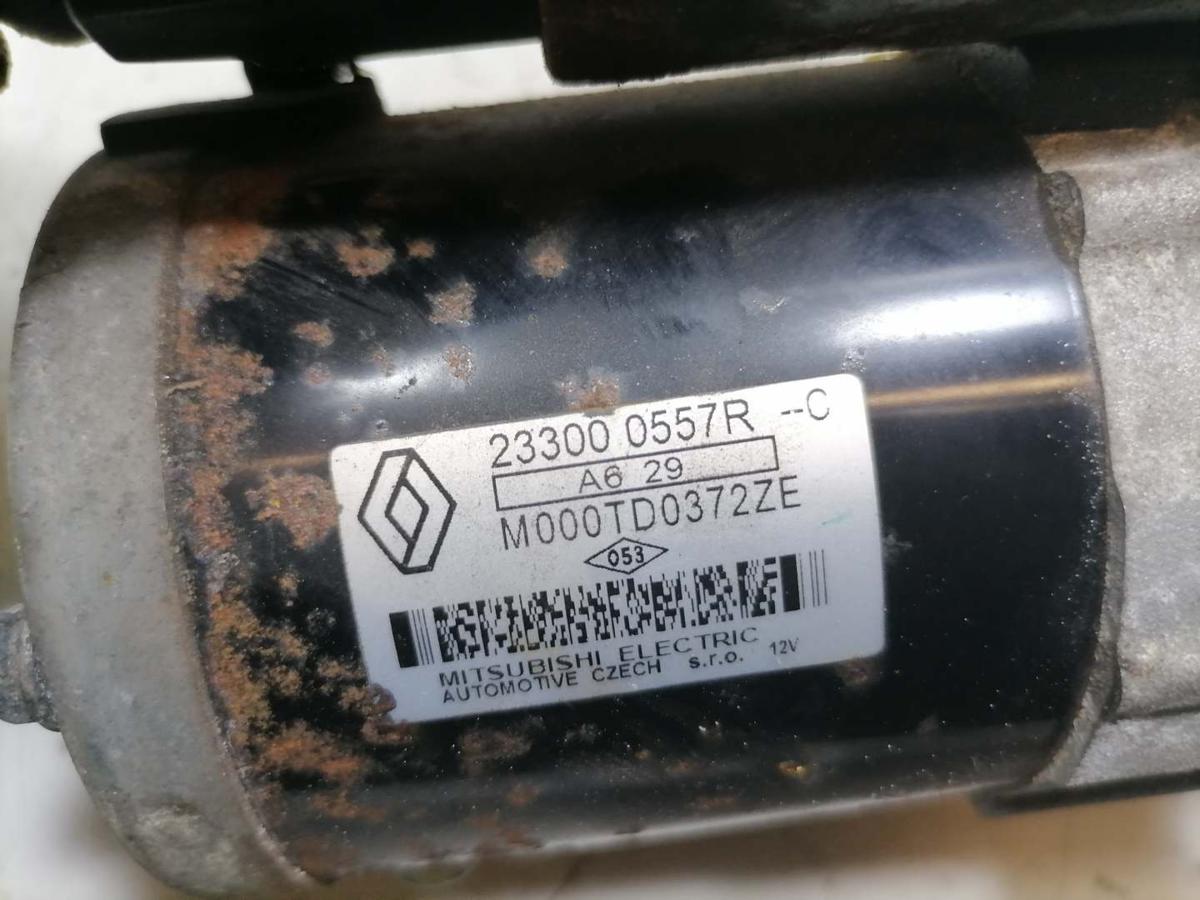 23300 0557R --C
A6 29
M000TD0372ZE
053
MITSUBISHI ELECTRIC
AUTOMOTIVE CZECH s.r.o. 12V